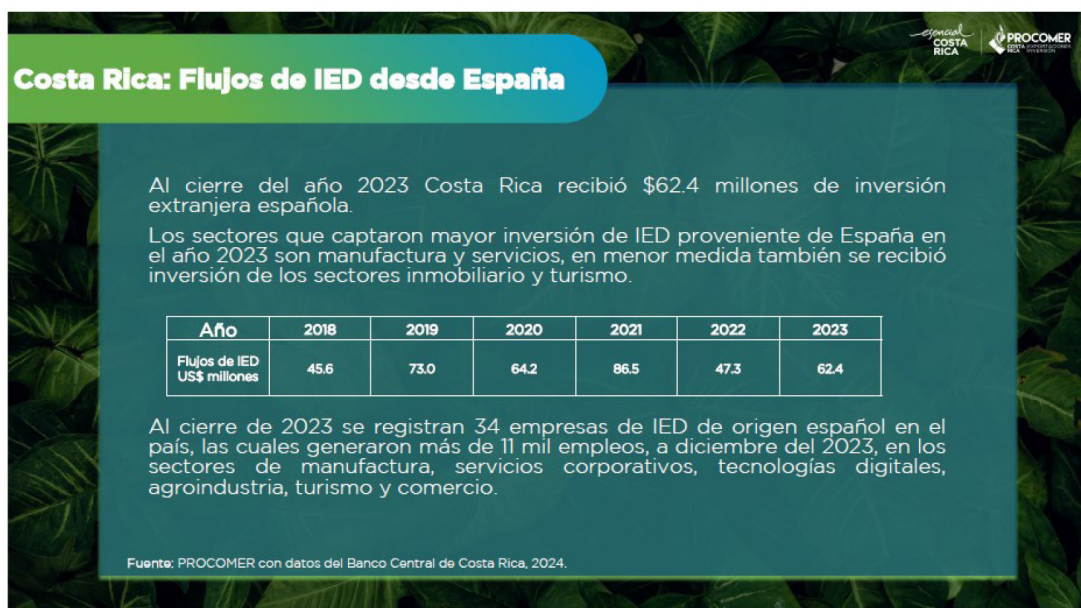 esencial
COSTA
RICA
PROCOMER
COSTA EXPORTACIONES
RICA INVERSIÓN
Costa Rica: Flujos de IED desde España
Al cierre del año 2023 Costa Rica recibió $62.4 millones de inversión
extranjera española.
Los sectores que captaron mayor inversión de IED proveniente de España en
el año 2023 son manufactura y servicios, en menor medida también se recibió
inversión de los sectores inmobiliario y turismo.
Año 2018 2019 2020 2021 2022 2023
Flujos de IED
US$ millones 45.6 73.0 64.2 86.5 47.3 62.4
Al cierre de 2023 se registran 34 empresas de IED de origen español en el
país, las cuales generaron más de 11 mil empleos, a diciembre del 2023, en los
sectores de manufactura, servicios corporativos, tecnologías digitales,
agroindustria, turismo y comercio.
Fuente: PROCOMER con datos del Banco Central de Costa Rica, 2024.